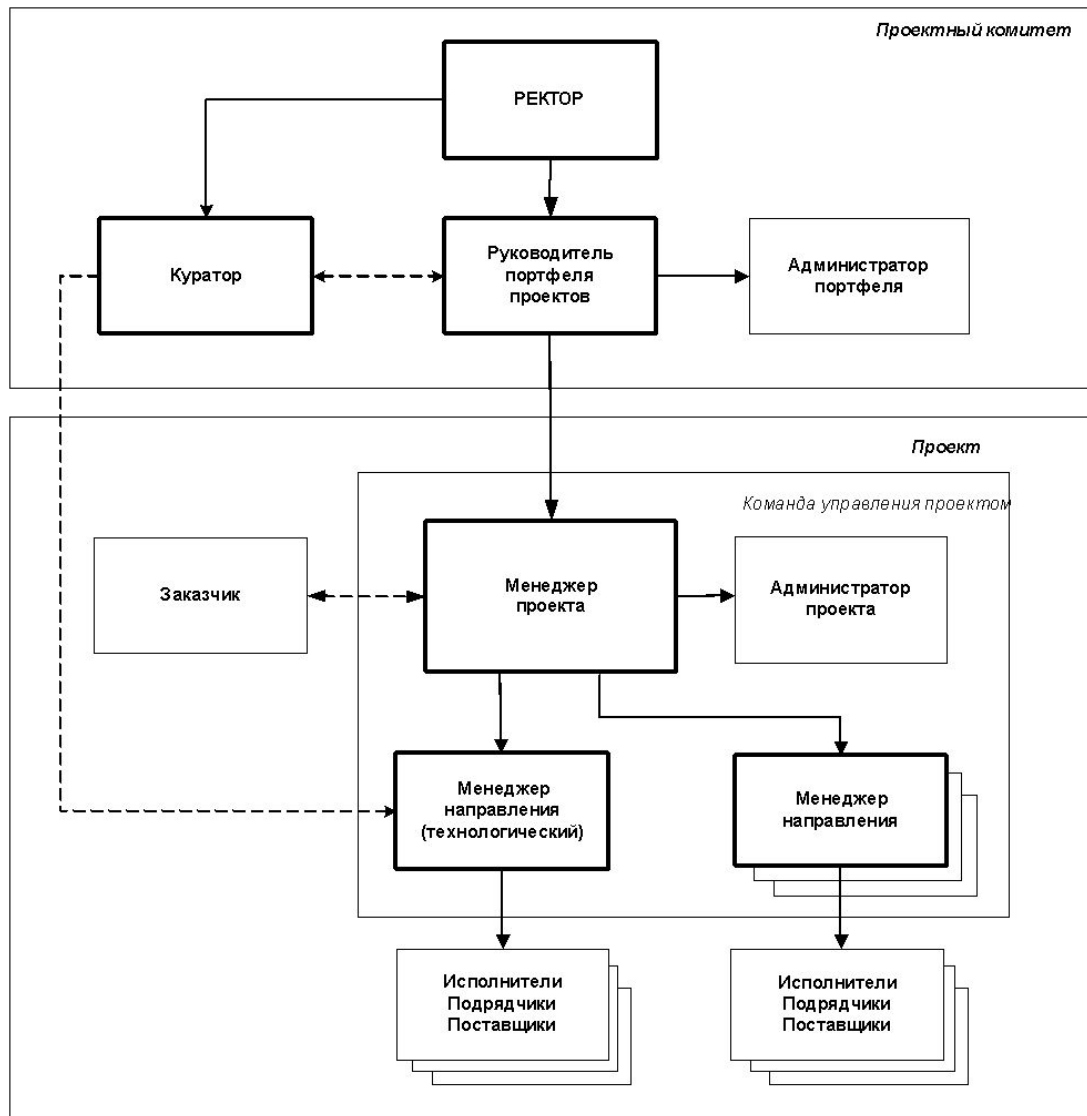 Проектный комитет
РЕКТОР
Куратор
Руководитель
портфеля
проектов
Администратор
портфеля
Проект
Команда управления проектом
Заказчик
Менеджер
проекта
Администратор
проекта
Менеджер
направления
(технологический)
Менеджер
направления
Исполнители
Подрядчики
Поставщики
Исполнители
Подрядчики
Поставщики